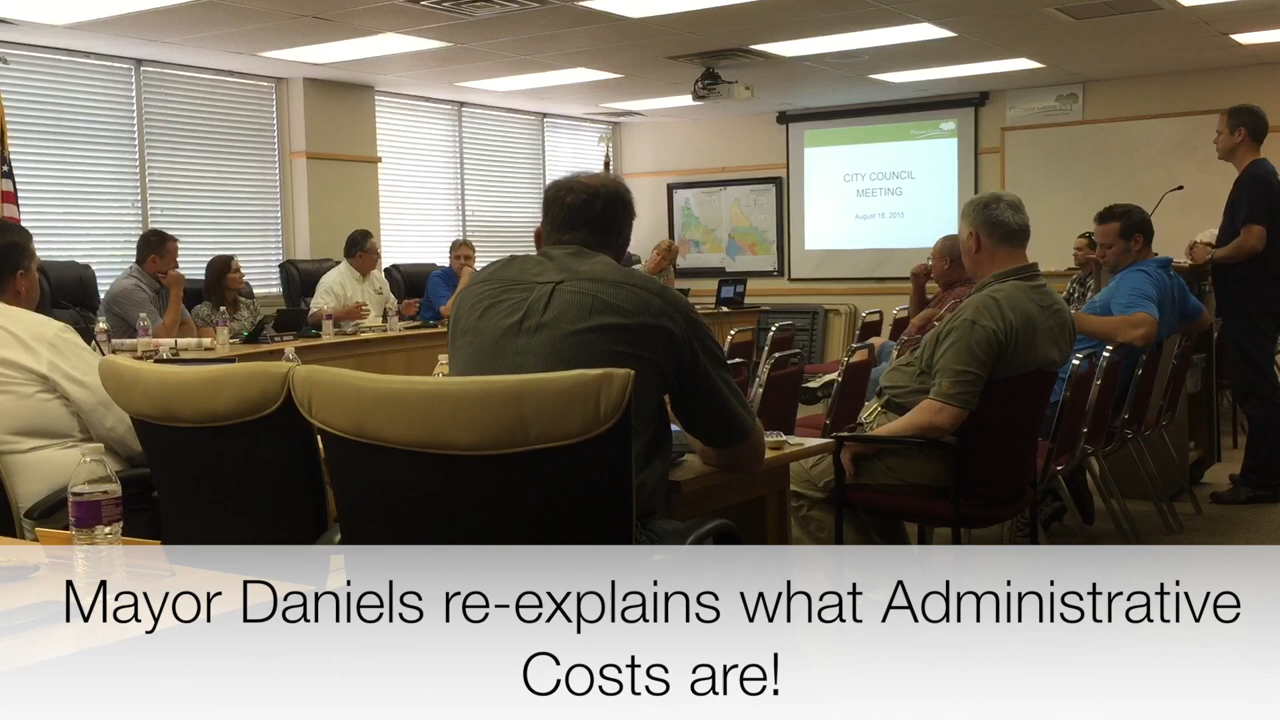 CITY COUNCIL
MEETING
August 18, 2015
Mayor Daniels re-explains what Administrative
Costs are!